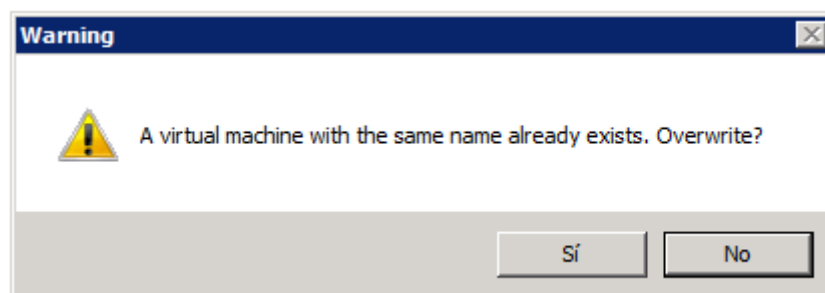 Warning
A virtual machine with the same name already exists. Overwrite?
Sí
No